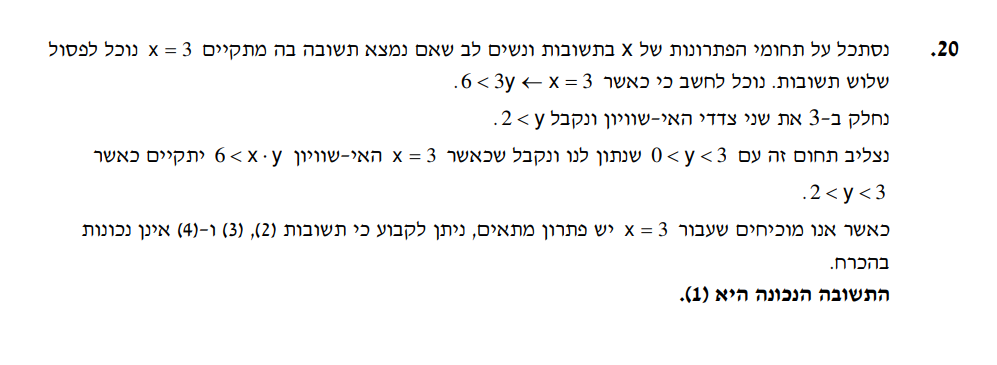 20. נסתכל על תחומי הפתרונות של x בתשובות ונשים לב שאם נמצא תשובה בה מתקיים x = 3 נוכל לפסול
שלוש תשובות. נוכל לחשב כי כאשר x = 3 ← 6 < 3y.
נחלק ב-3 את שני צדדי האי-שוויון ונקבל 2 < y.
נצליב תחום זה עם 0 < y < 3 שנתון לנו ונקבל שכאשר x = 3 האי-שוויון 6 < x · y יתקיים כאשר
2 < y < 3.
כאשר אנו מוכיחים שעבור x = 3 יש פתרון מתאים, ניתן לקבוע כי תשובות (2), (3) ו-(4) אינן נכונות
בהכרח.
התשובה הנכונה היא (1).